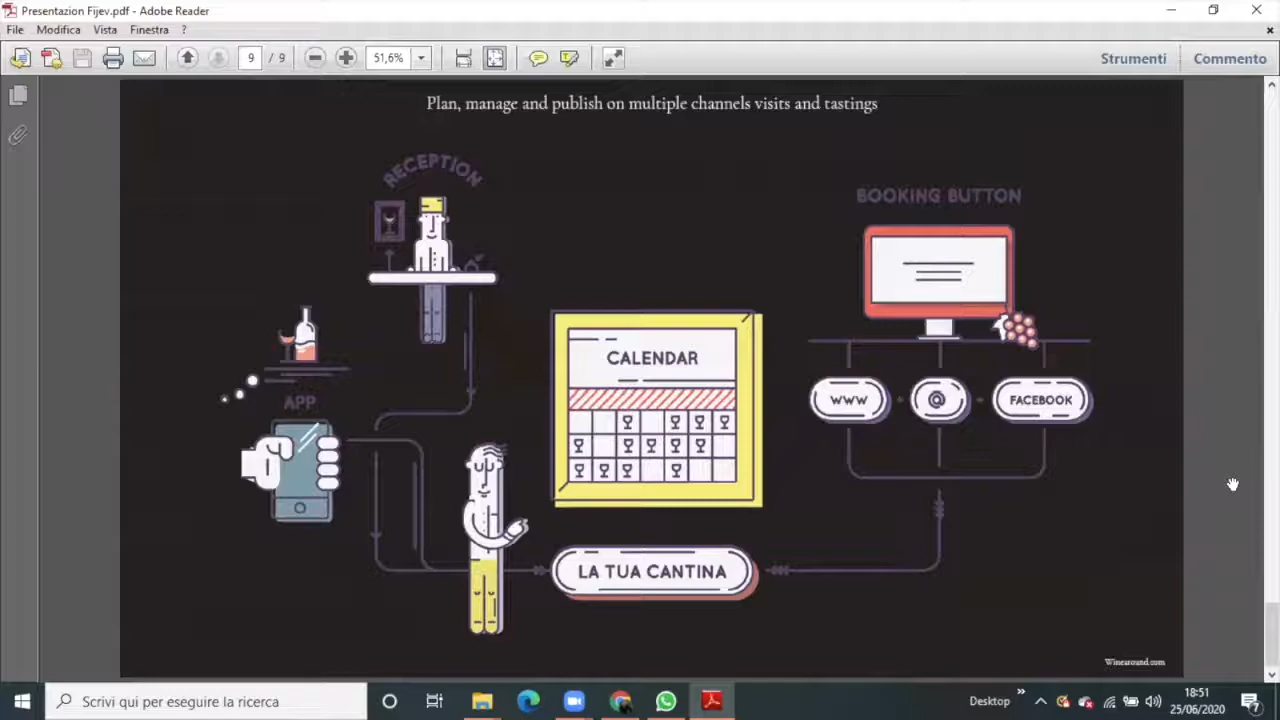 Presentazion Fijev.pdf - Adobe Reader
File Modifica Vista Finestra ?
9 / 9 51,6% Strumenti Commento
Plan, manage and publish on multiple channels visits and tastings
RECEPTION
BOOKING BUTTON
CALENDAR
APP
WWW @ FACEBOOK
LA TUA CANTINA
Winearound.com
Scrivi qui per eseguire la ricerca
Desktop
18:51
25/06/2020
7